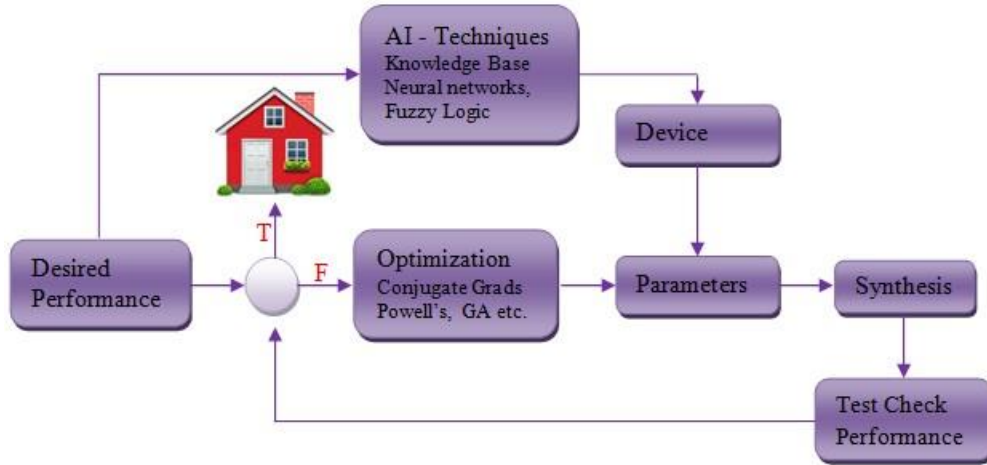 AI - Techniques
Knowledge Base
Neural networks,
Fuzzy Logic
Device
T
Desired
Performance
F
Optimization
Conjugate Grads
Powell's, GA etc.
Parameters
Synthesis
Test Check
Performance